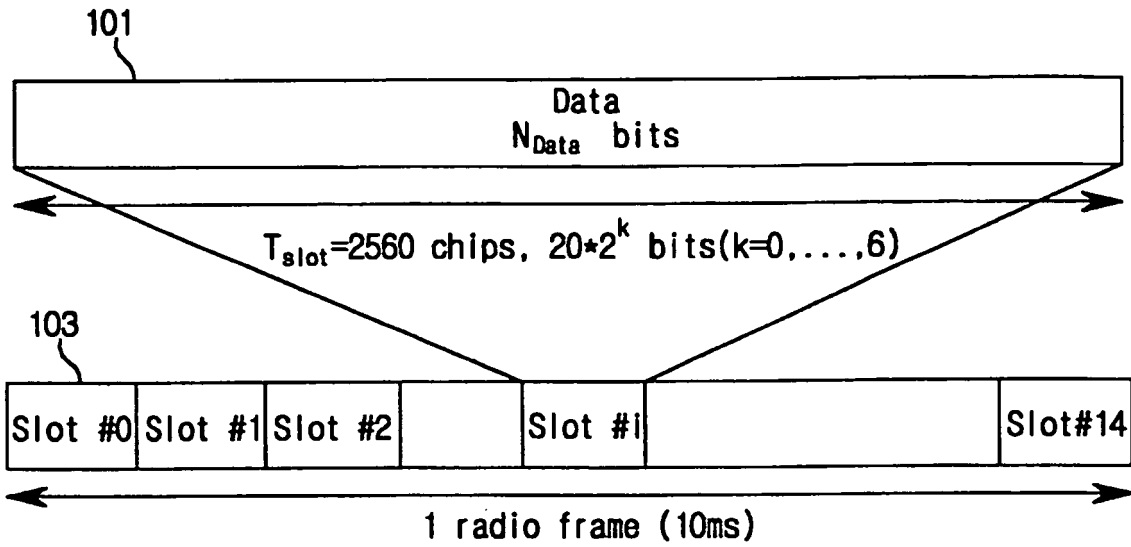 101
Data
N_Data bits
T_slot=2560 chips, 20*2^k bits(k=0,....,6)
103
Slot #0 Slot #1 Slot #2 Slot #i Slot#14
1 radio frame (10ms)